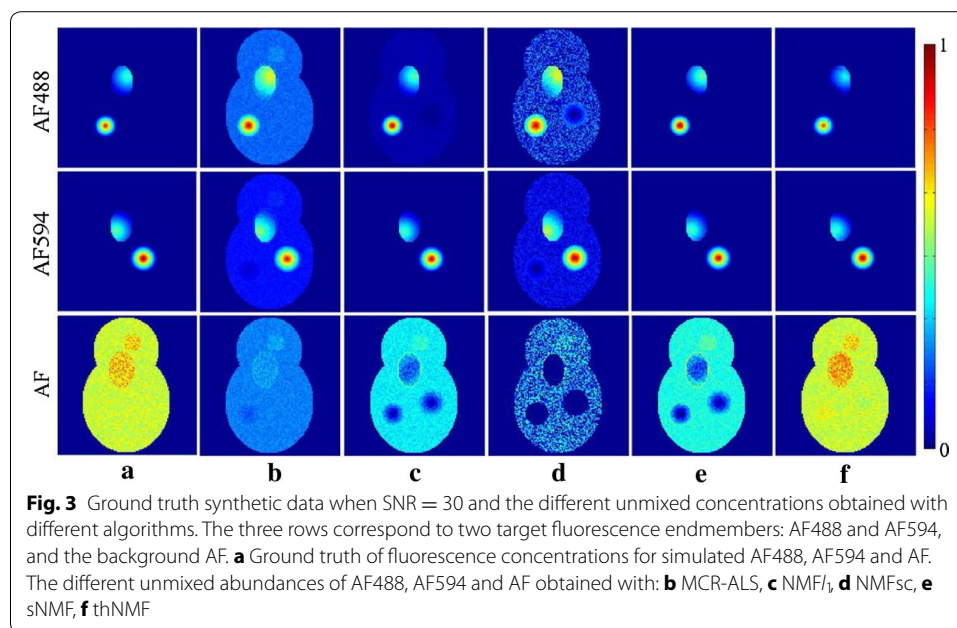 AF488
AF594
AF
1
0
a b c d e f
Fig. 3 Ground truth synthetic data when SNR = 30 and the different unmixed concentrations obtained with
different algorithms. The three rows correspond to two target fluorescence endmembers: AF488 and AF594,
and the background AF. a Ground truth of fluorescence concentrations for simulated AF488, AF594 and AF.
The different unmixed abundances of AF488, AF594 and AF obtained with: b MCR-ALS, c NMFl₁, d NMFsc, e
sNMF, f thNMF